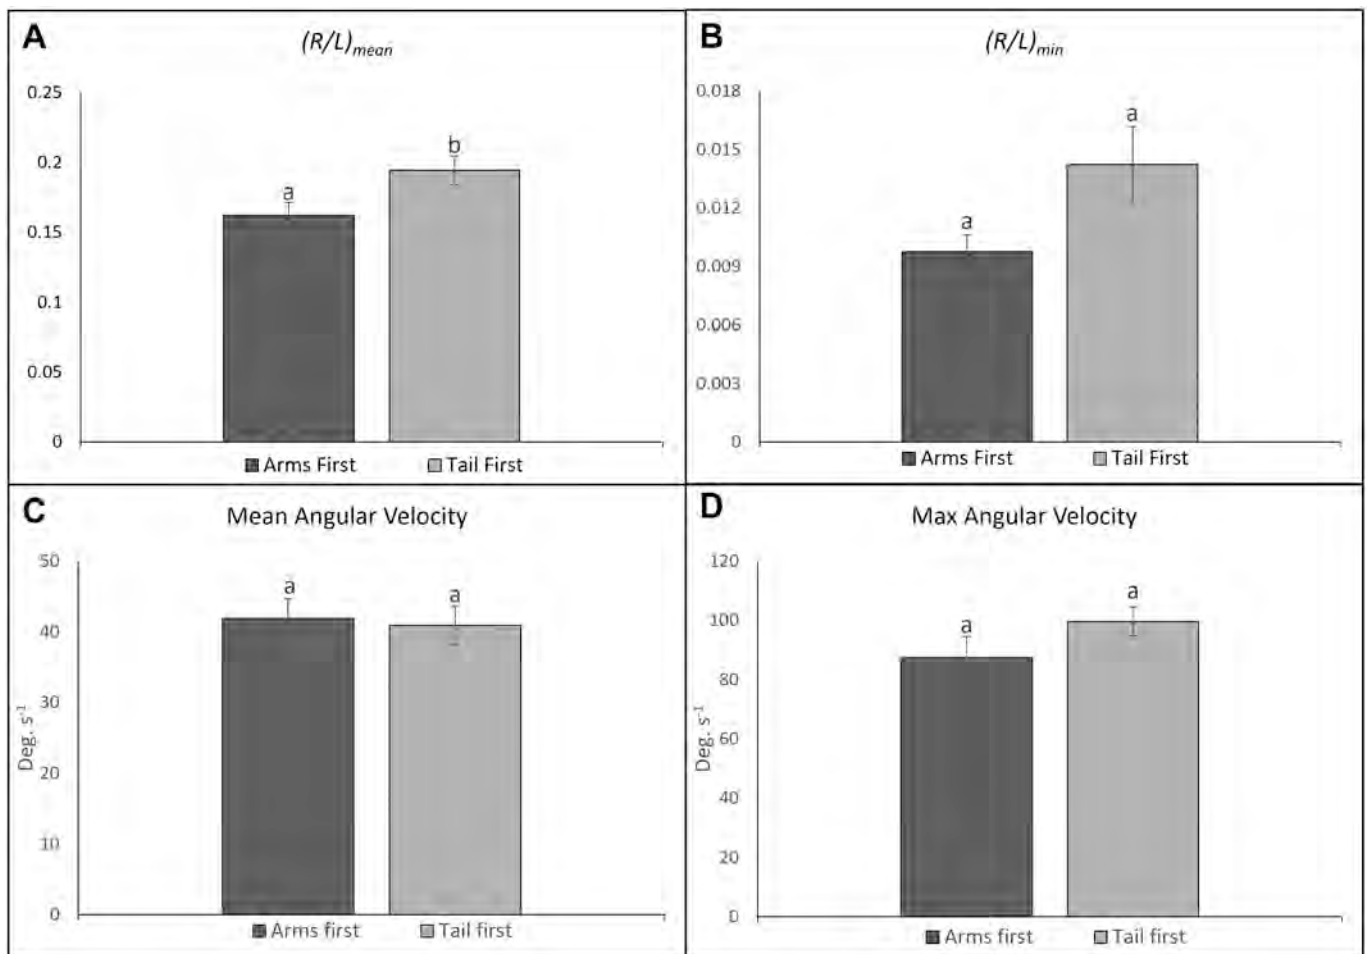 A
(R/L)mean
0.25
0.2
0.15
0.1
0.05
0
a
b
Arms First
Tail First
B
(R/L)min
0.018
0.015
0.012
0.009
0.006
0.003
0
a
a
Arms First
Tail First
C
Mean Angular Velocity
50
40
30
20
10
0
Deg. s-1
a
a
Arms first
Tail first
D
Max Angular Velocity
120
100
80
60
40
20
0
Deg. s-1
a
a
Arms first
Tail first